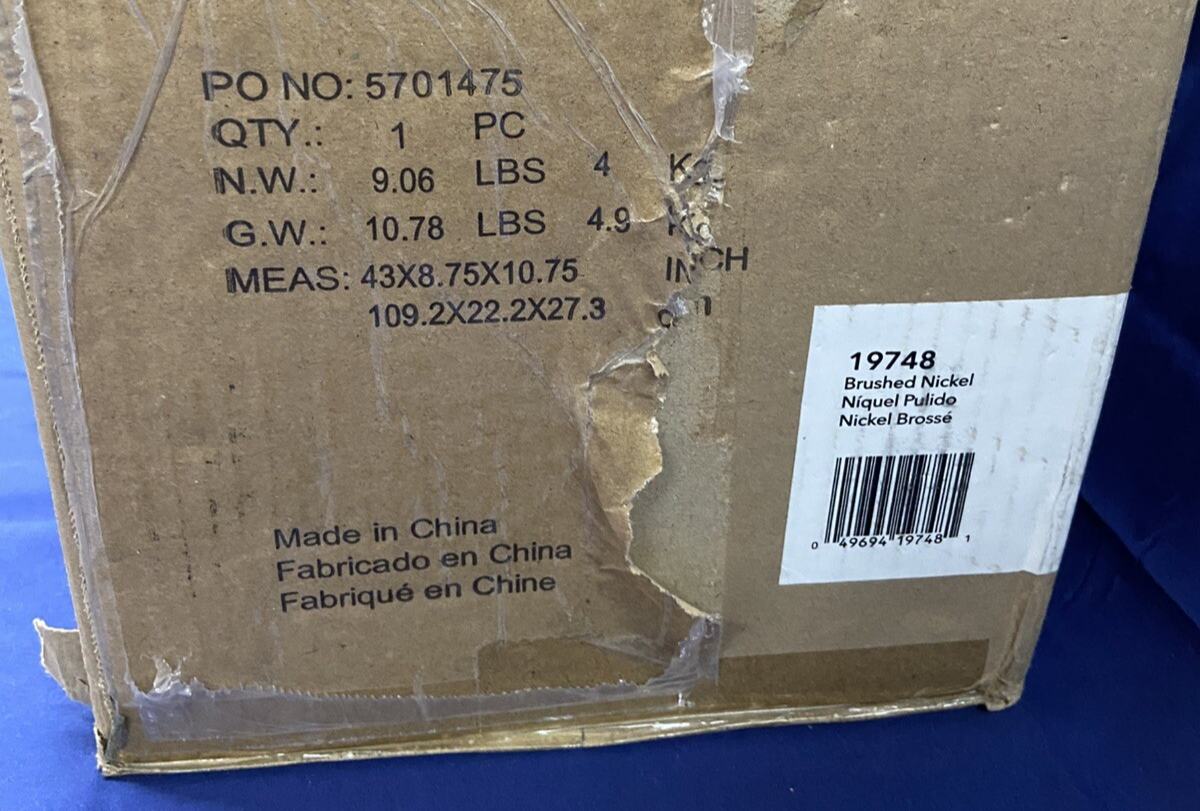 PO NO: 5701475
QTY.: 1 PC
N.W.: 9.06 LBS 4
G.W.: 10.78 LBS 4.9
MEAS: 43X8.75X10.75 INCH
109.2X22.2X27.3
Made in China
Fabricado en China
Fabriqué en Chine
19748
Brushed Nickel
Níquel Pulido
Nickel Brossé
0 49694 19748 1